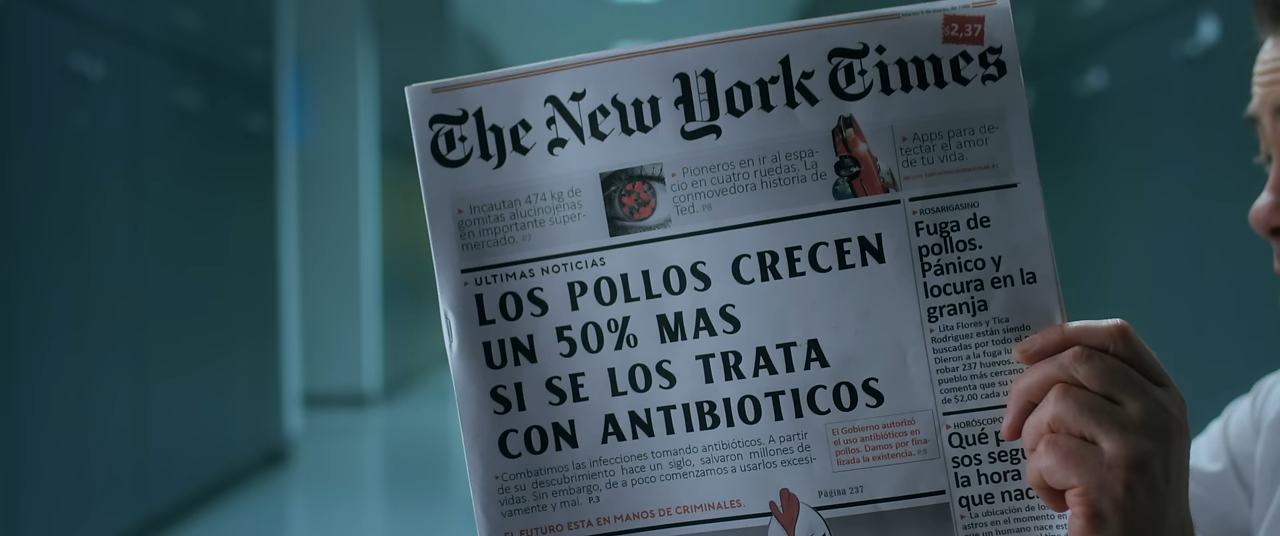 $2,37
The New York Times
▸ Incautan 474 kg de
gomitas alucinojenas
en importante super-
mercado. P.7
▸ Pioneros en ir al espa-
cio en cuatro ruedas. La
conmovedora historia de
Ted. P8
▸ Apps para de-
tectar el amor
de tu vida.
▸ ULTIMAS NOTICIAS
LOS POLLOS CRECEN
UN 50% MAS
SI SE LOS TRATA
CON ANTIBIOTICOS
▸Combatimos las infecciones tomando antibióticos. A partir
de su descubrimiento hace un siglo, salvaron millones de
vidas. Sin embargo, de a poco comenzamos a usarlos excesi-
vamente y mal. P.3
El Gobierno autorizó
el uso antibióticos en
pollos. Damos por fina-
lizada la existencia. P.9
Página 237
EL FUTURO ESTA EN MANOS DE CRIMINALES.
▸ ROSARIGASINO
Fuga de
pollos.
Pánico y
locura en la
granja
▸ Lita Flores y Tica
Rodriguez están siendo
buscadas por todo el
Dieron a la fuga
robar 237 huevos.
pueblo más cercano
comenta que su
de $2,00 cada
▸ HORÓSCOPO
Qué
sos
la hora
que
▸ La ubicación de
astros en el momento
que un humano nace